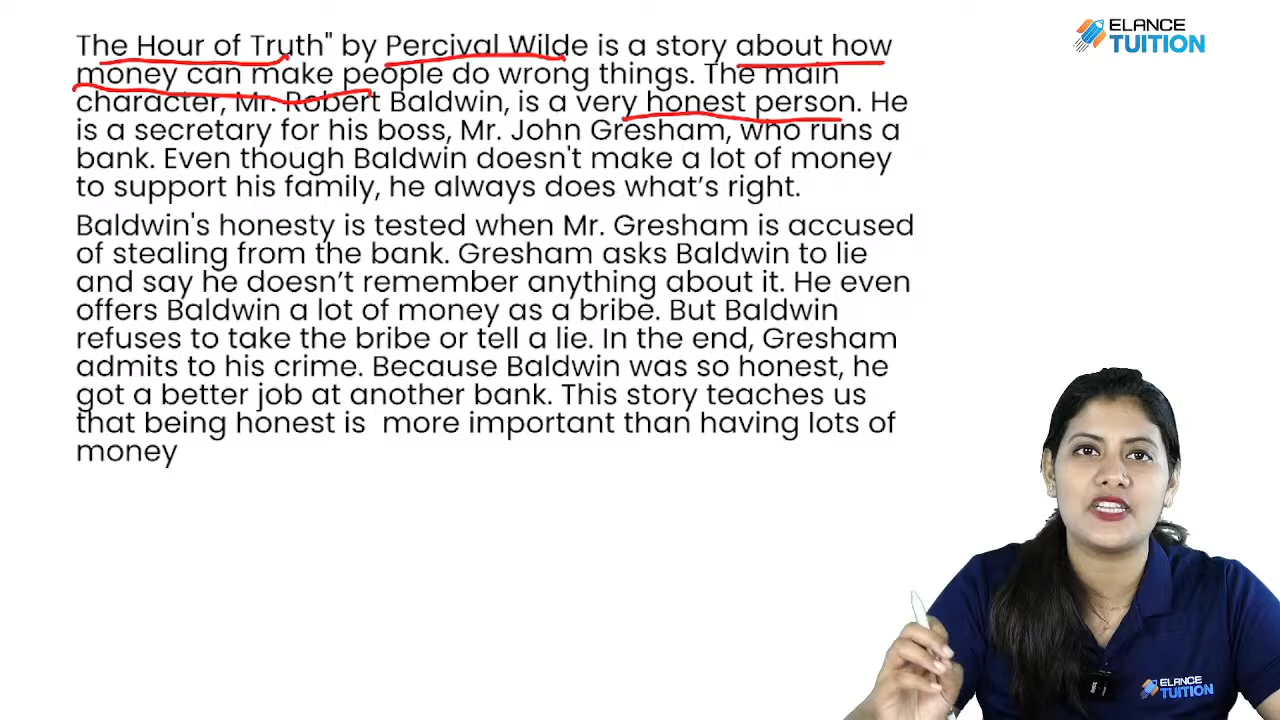 The Hour of Truth" by Percival Wilde is a story about how
money can make people do wrong things. The main
character, Mr. Robert Baldwin, is a very honest person. He
is a secretary for his boss, Mr. John Gresham, who runs a
bank. Even though Baldwin doesn't make a lot of money
to support his family, he always does what’s right.
Baldwin's honesty is tested when Mr. Gresham is accused
of stealing from the bank. Gresham asks Baldwin to lie
and say he doesn’t remember anything about it. He even
offers Baldwin a lot of money as a bribe. But Baldwin
refuses to take the bribe or tell a lie. In the end, Gresham
admits to his crime. Because Baldwin was so honest, he
got a better job at another bank. This story teaches us
that being honest is  more important than having lots of
money
ELANCE
TUITION
ELANCE
TUITION